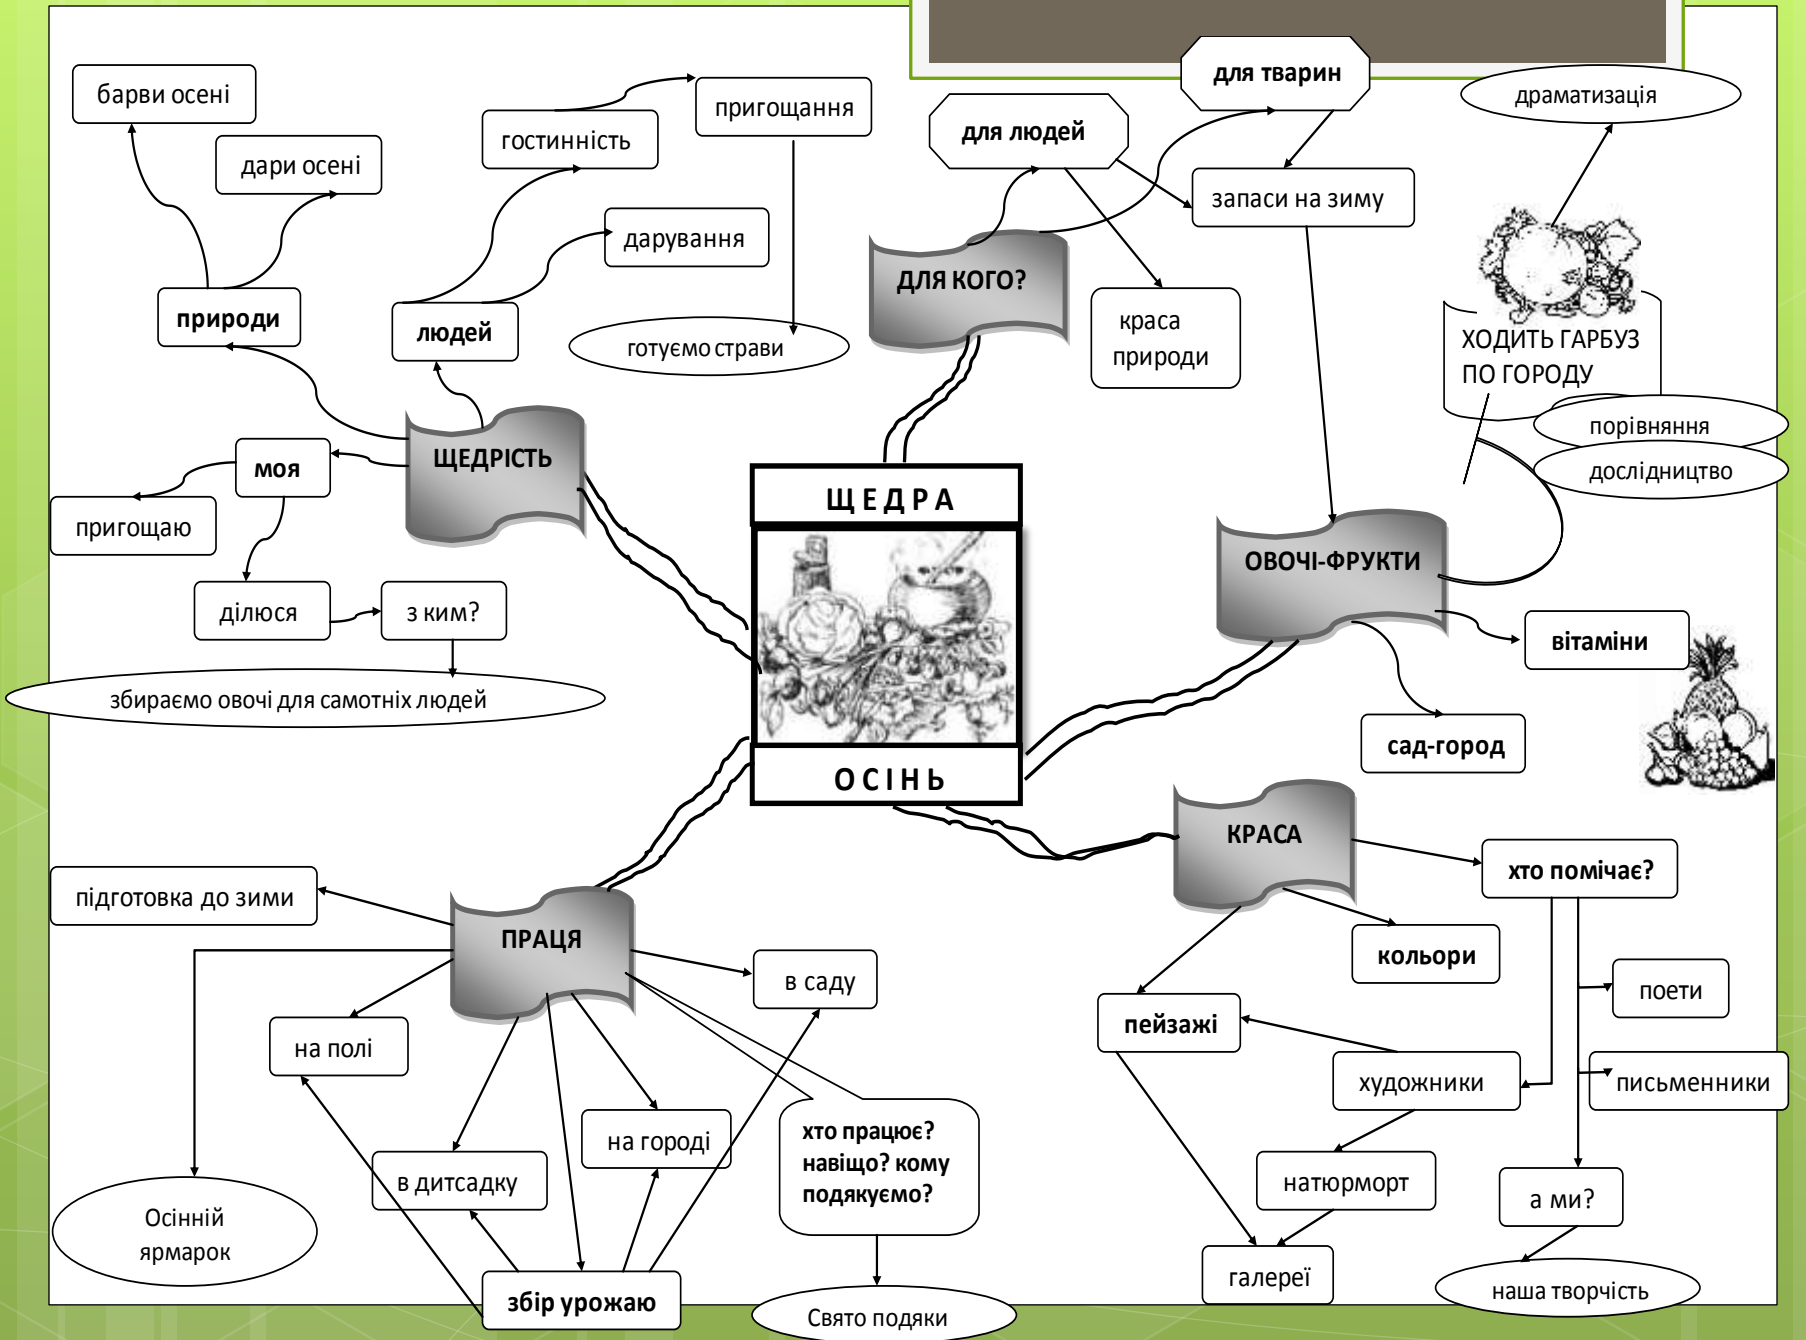 барви осені
дари осені
природи
гостинність
пригощання
дарування
людей
готуємо страви
ЩЕДРІСТЬ
моя
пригощаю
ділюся
з ким?
збираємо овочі для самотніх людей
для людей
для тварин
запаси на зиму
ДЛЯ КОГО?
краса
природи
драматизація
ХОДИТЬ ГАРБУЗ
ПО ГОРОДУ
порівняння
дослідництво
ОВОЧІ-ФРУКТИ
вітаміни
сад-город
ЩЕДРА
ОСІНЬ
КРАСА
хто помічає?
кольори
пейзажі
поети
художники
письменники
натюрморт
а ми?
галереї
наша творчість
підготовка до зими
ПРАЦЯ
в саду
на полі
на городі
в дитсадку
хто працює?
навіщо? кому
подякуємо?
Осінній
ярмарок
збір урожаю
Свято подяки